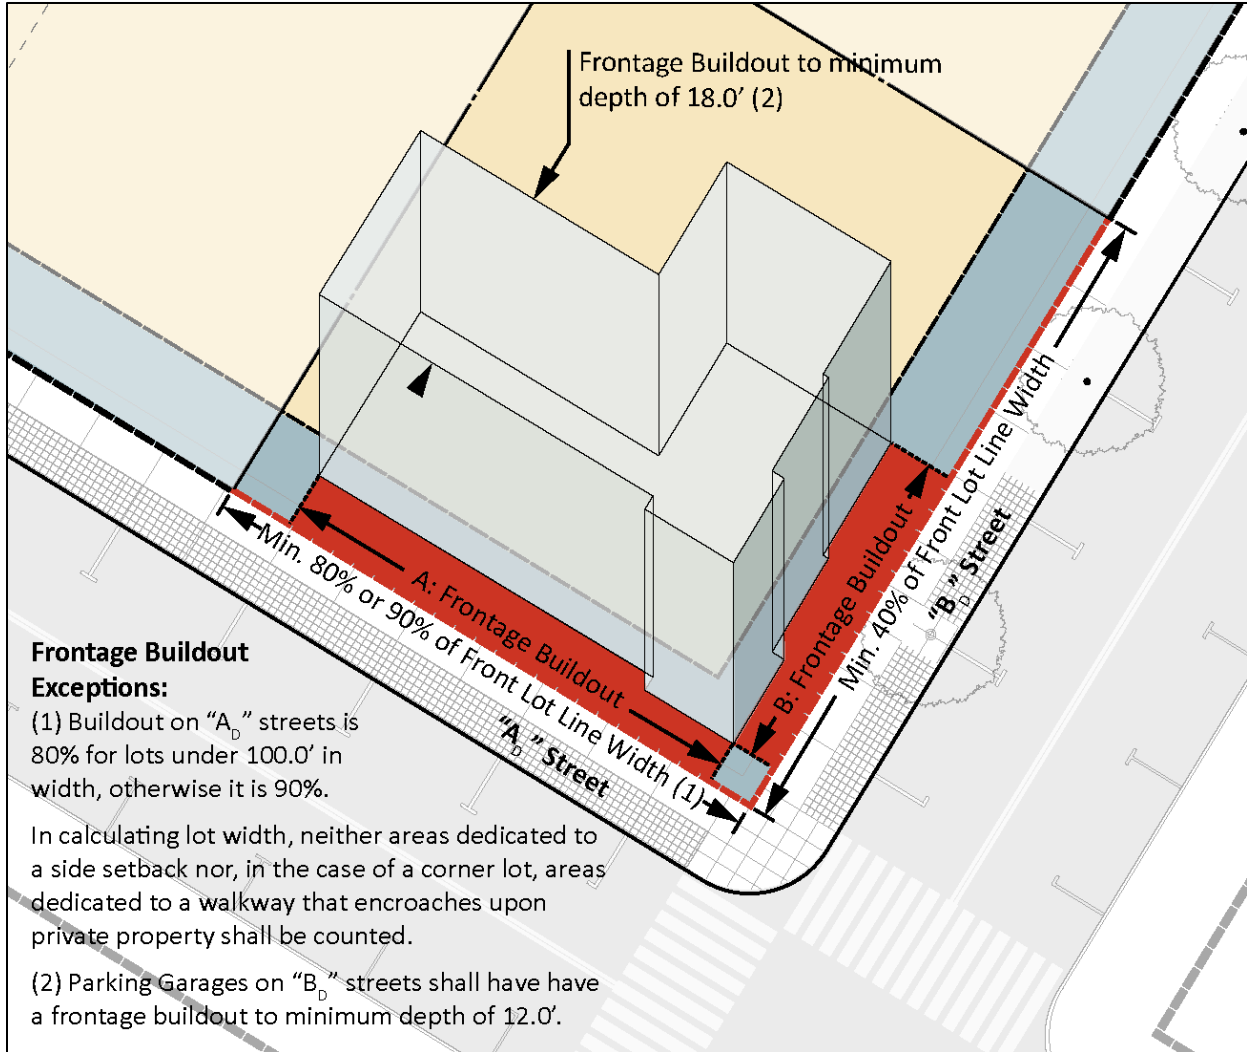 Frontage Buildout to minimum
depth of 18.0’ (2)
A: Frontage Buildout
Min. 80% or 90% of Front Lot Line Width (1)
“A_D” Street
B: Frontage Buildout
Min. 40% of Front Lot Line Width
“B_D” Street
Frontage Buildout
Exceptions:
(1) Buildout on “A_D” streets is
80% for lots under 100.0’ in
width, otherwise it is 90%.
In calculating lot width, neither areas dedicated to
a side setback nor, in the case of a corner lot, areas
dedicated to a walkway that encroaches upon
private property shall be counted.
(2) Parking Garages on “B_D” streets shall have have
a frontage buildout to minimum depth of 12.0’.